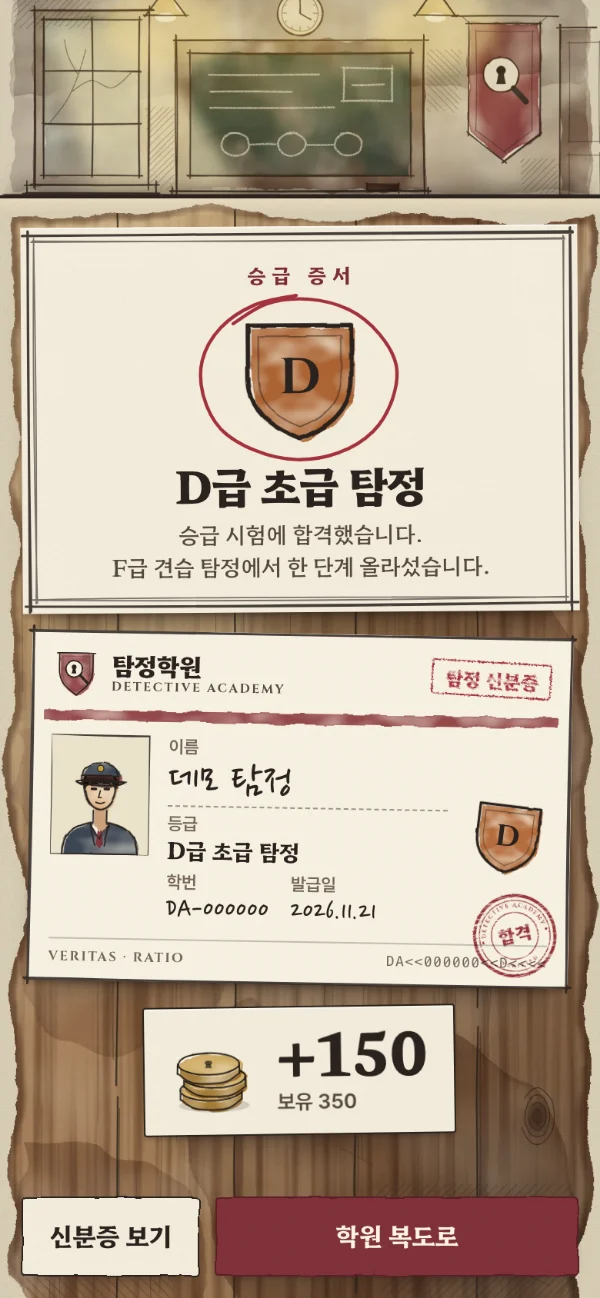 승급 증서
D
D급 초급 탐정
승급 시험에 합격했습니다.
F급 견습 탐정에서 한 단계 올라섰습니다.
탐정학원
DETECTIVE ACADEMY
탐정 신분증
이름
데모 탐정
등급
D급 초급 탐정
D
학번
발급일
DA-000000
2026.11.21
DETECTIVE ACADEMY
합격
VERITAS · RATIO
DA<<000000<<D<<<<
+150
보유 350
신분증 보기
학원 복도로